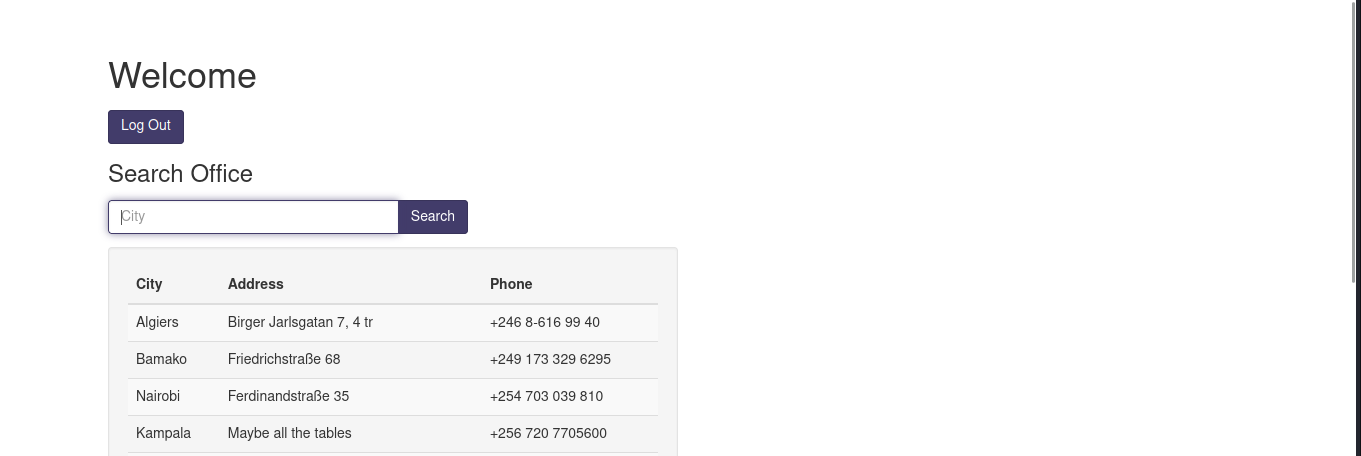 Welcome
Log Out
Search Office
City
Search
City Address Phone
Algiers Birger Jarlsgatan 7, 4 tr +246 8-616 99 40
Bamako Friedrichstraße 68 +249 173 329 6295
Nairobi Ferdinandstraße 35 +254 703 039 810
Kampala Maybe all the tables +256 720 7705600